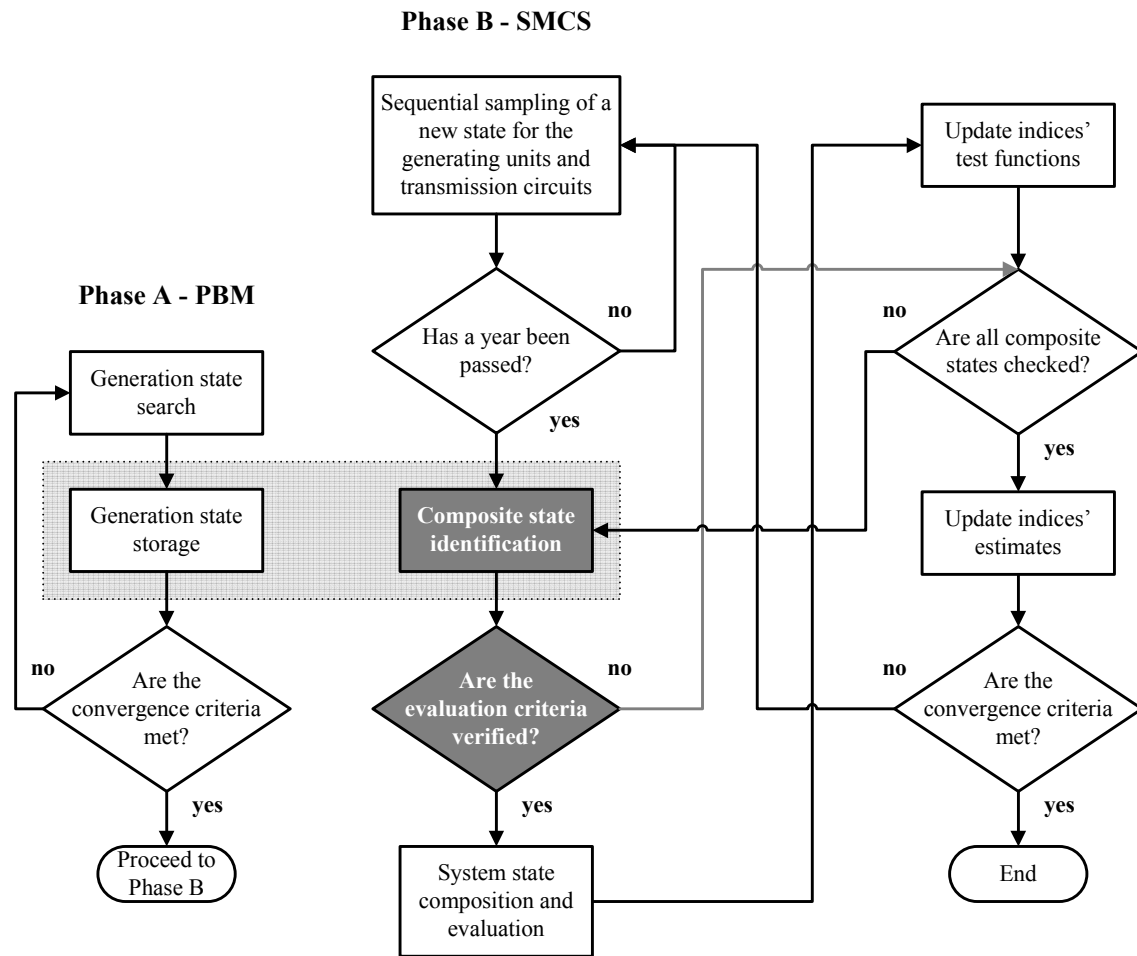 Phase B - SMCS
Sequential sampling of a
new state for the
generating units and
transmission circuits
Has a year been
passed?
no
yes
Phase A - PBM
Generation state
search
Generation state
storage
Are the
convergence criteria
met?
no
yes
Proceed to
Phase B
Composite state
identification
Are the
evaluation criteria
verified?
no
yes
System state
composition and
evaluation
Update indices’
test functions
Are all composite
states checked?
no
yes
Update indices’
estimates
Are the
convergence criteria
met?
no
yes
End